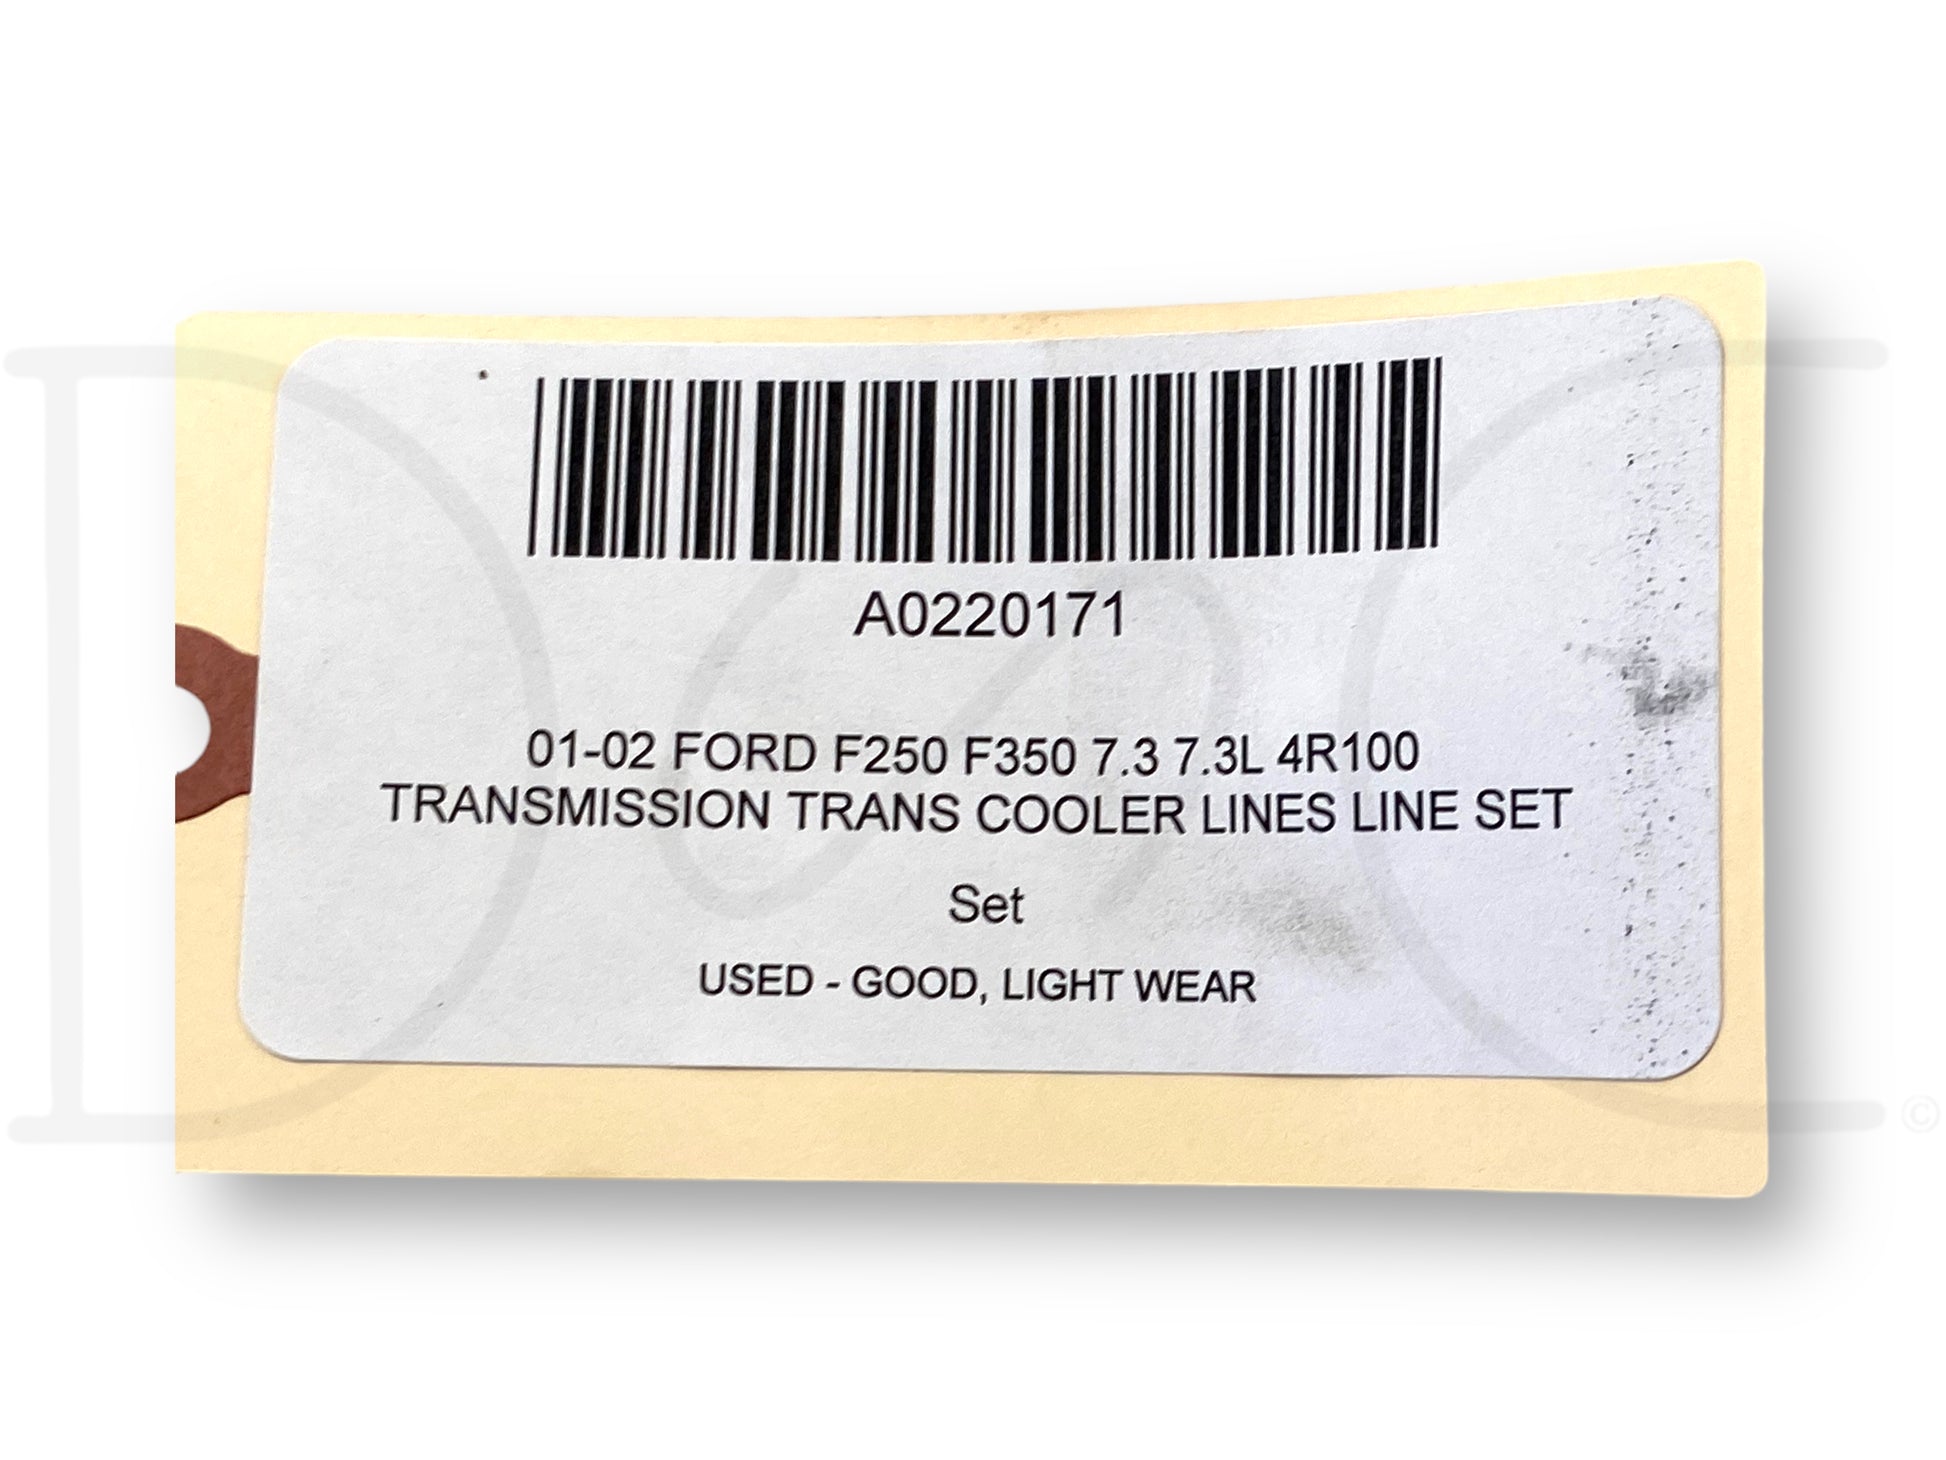 A0220171
01-02 FORD F250 F350 7.3 7.3L 4R100
TRANSMISSION TRANS COOLER LINES LINE SET
Set
USED - GOOD, LIGHT WEAR
©